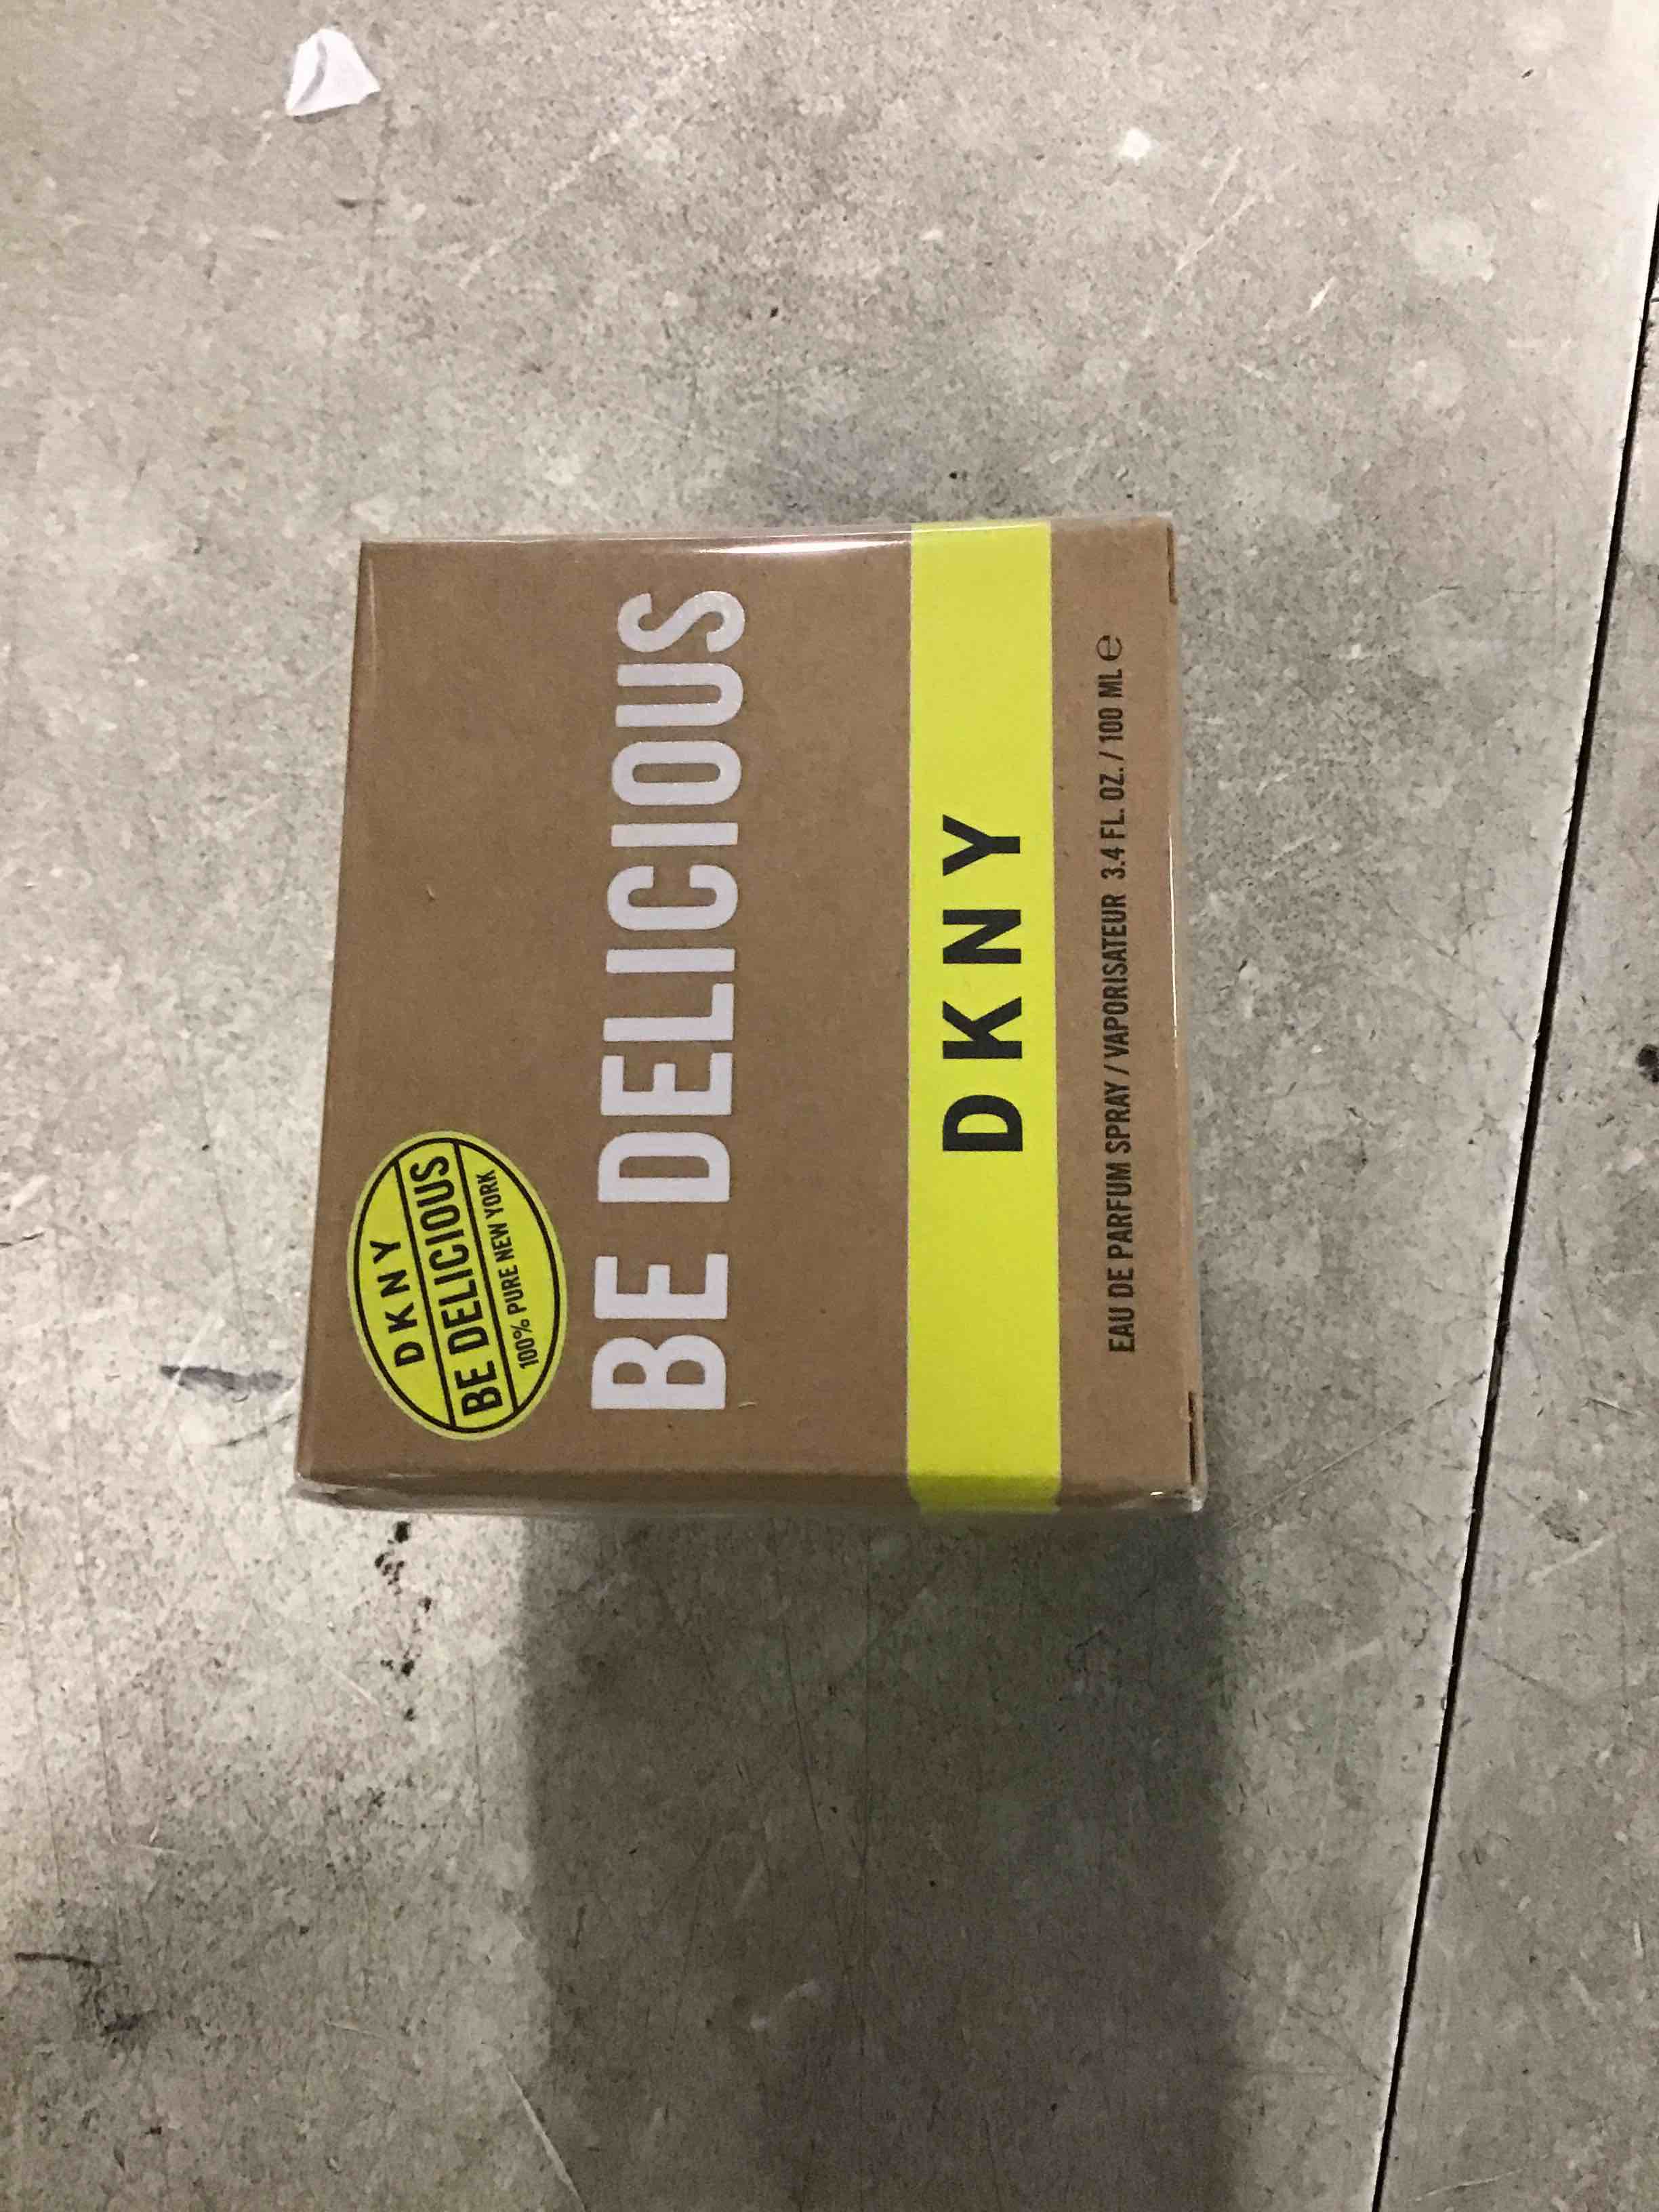 DKNY
BE DELICIOUS
100% PURE NEW YORK
BE DELICIOUS
DKNY
EAU DE PARFUM SPRAY / VAPORISATEUR 3.4 FL. OZ. / 100 ML ℮